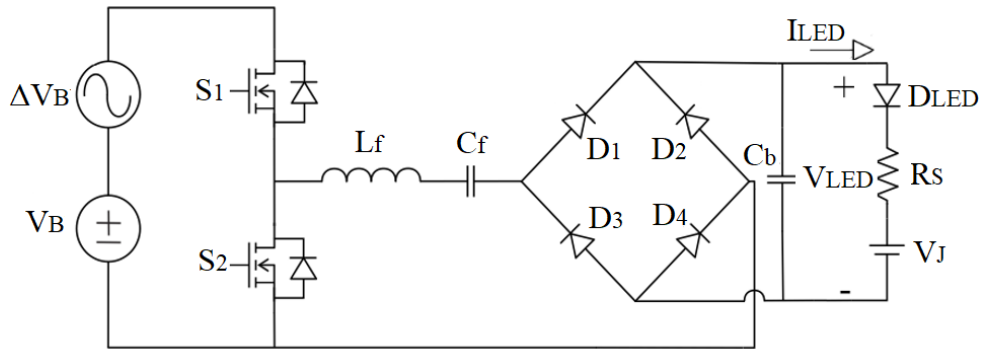 ILED
S1
ΔVB
+
DLED
Lf
Cf
D1
D2
Cb
VLED
RS
VB
D3
D4
S2
VJ
-